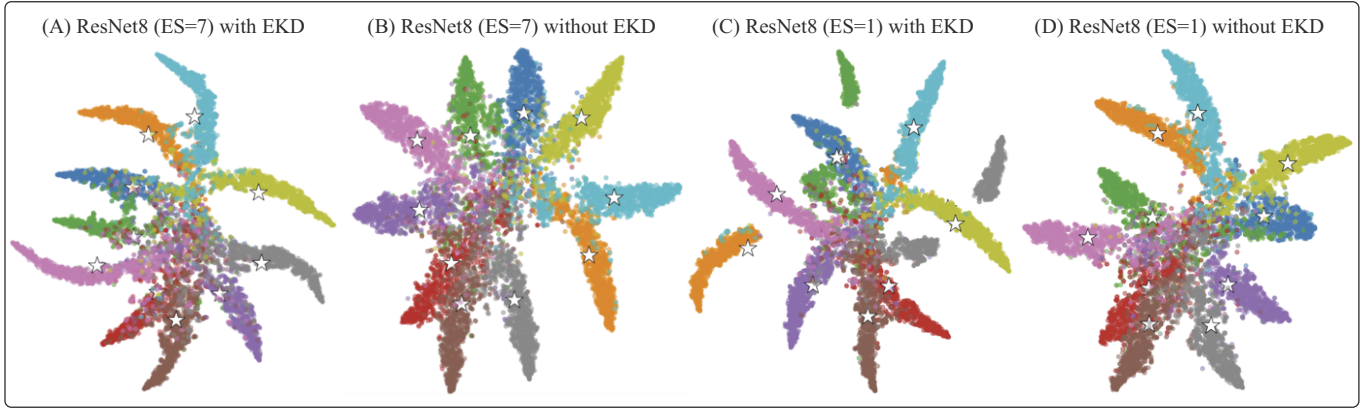 (A) ResNet8 (ES=7) with EKD
(B) ResNet8 (ES=7) without EKD
(C) ResNet8 (ES=1) with EKD
(D) ResNet8 (ES=1) without EKD